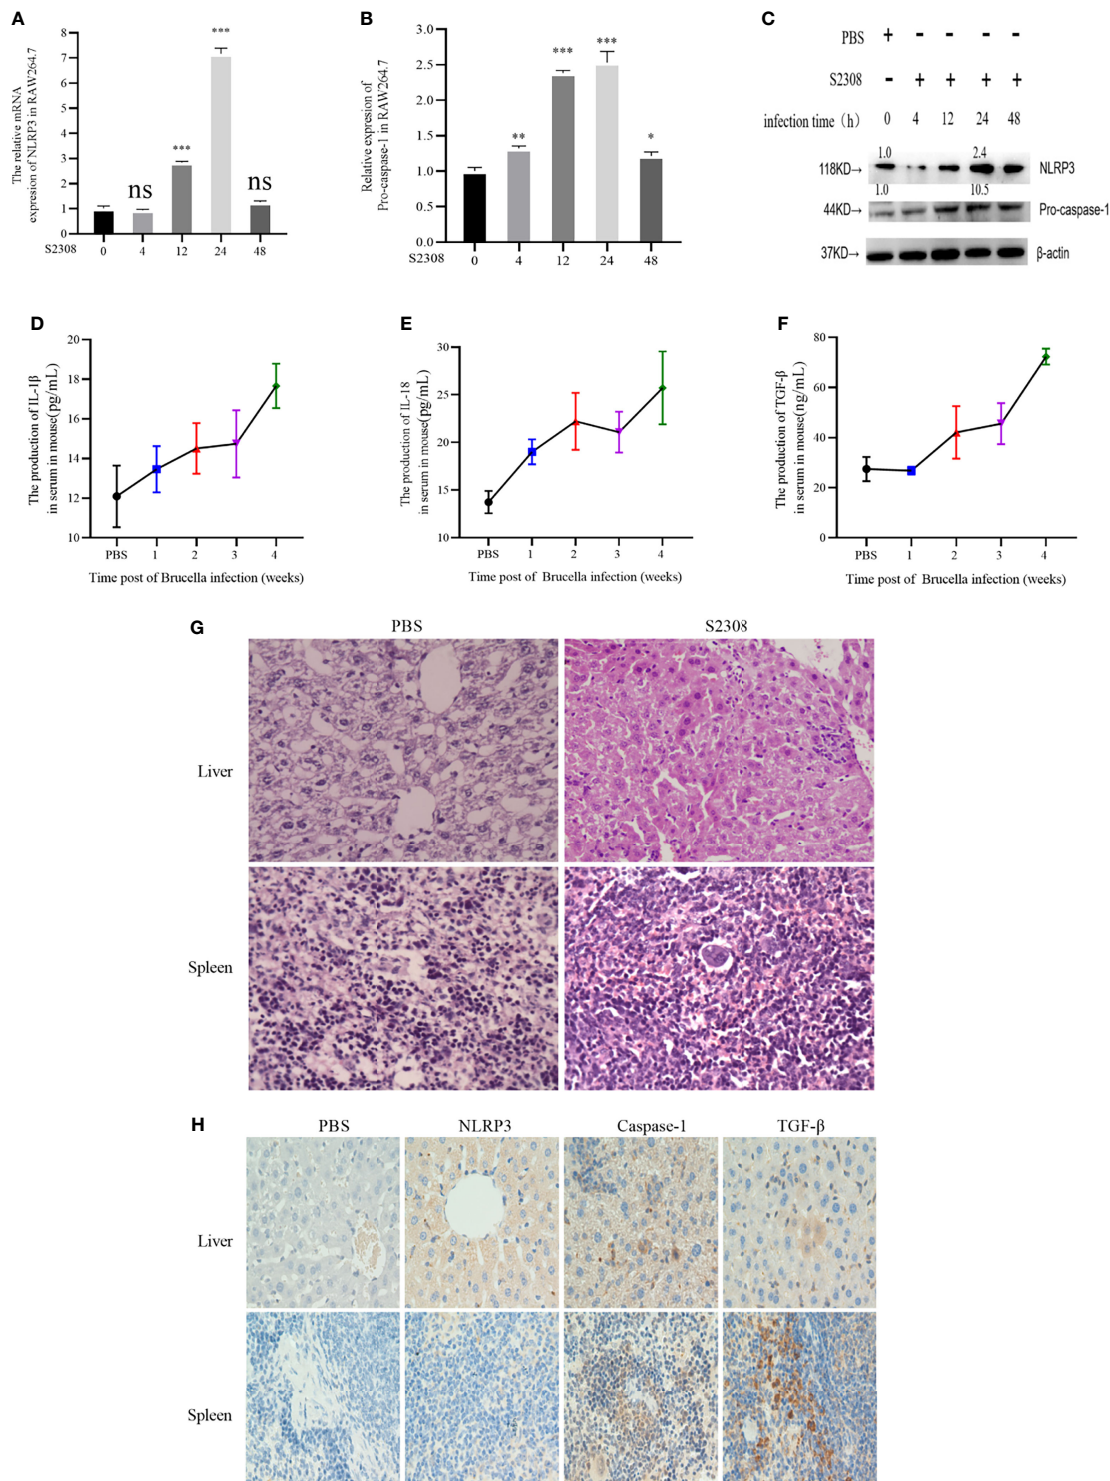 A
The relative mRNA
expresion of NLRP3 in RAW264.7
8
7
6
5
4
3
2
1
0
ns
***
***
ns
S2308
0 4 12 24 48
B
Relative expresion of
Pro-caspase-1 in RAW264.7
2.5
2.0
1.5
1.0
0.5
0.0
**
***
***
*
S2308
0 4 12 24 48
C
PBS + - - - -
S2308 - + + + +
infection time（h） 0 4 12 24 48
1.0 2.4
118KD→ NLRP3
1.0 10.5
44KD→ Pro-caspase-1
37KD→ β-actin
D
The production of IL-1β
in serum in mouse(pg/mL)
20
18
16
14
12
10
PBS 1 2 3 4
Time post of Brucella infection (weeks)
E
The production of IL-18
in serum in mouse(pg/mL)
30
25
20
15
10
PBS 1 2 3 4
Time post of Brucella infection (weeks)
F
The production of TGF-β
in serum in mouse(ng/mL)
80
60
40
20
0
PBS 1 2 3 4
Time post of Brucella infection (weeks)
G
PBS S2308
Liver
Spleen
H
PBS NLRP3 Caspase-1 TGF-β
Liver
Spleen